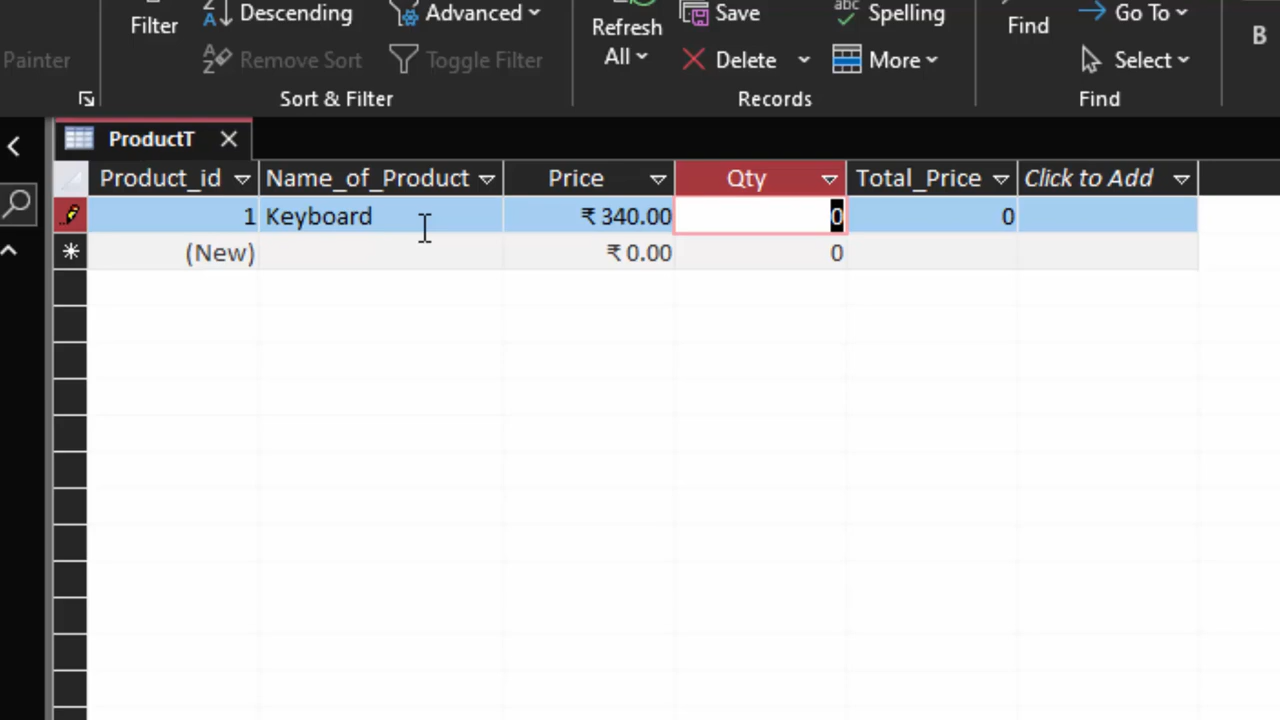 Painter
Filter
Descending
Remove Sort
Advanced
Toggle Filter
Sort & Filter
Refresh
All
Save
Delete
Spelling
More
Records
Find
Go To
Select
Find
B
ProductT
Product_id Name_of_Product Price Qty Total_Price Click to Add
1 Keyboard ₹ 340.00 0 0
(New) ₹ 0.00 0